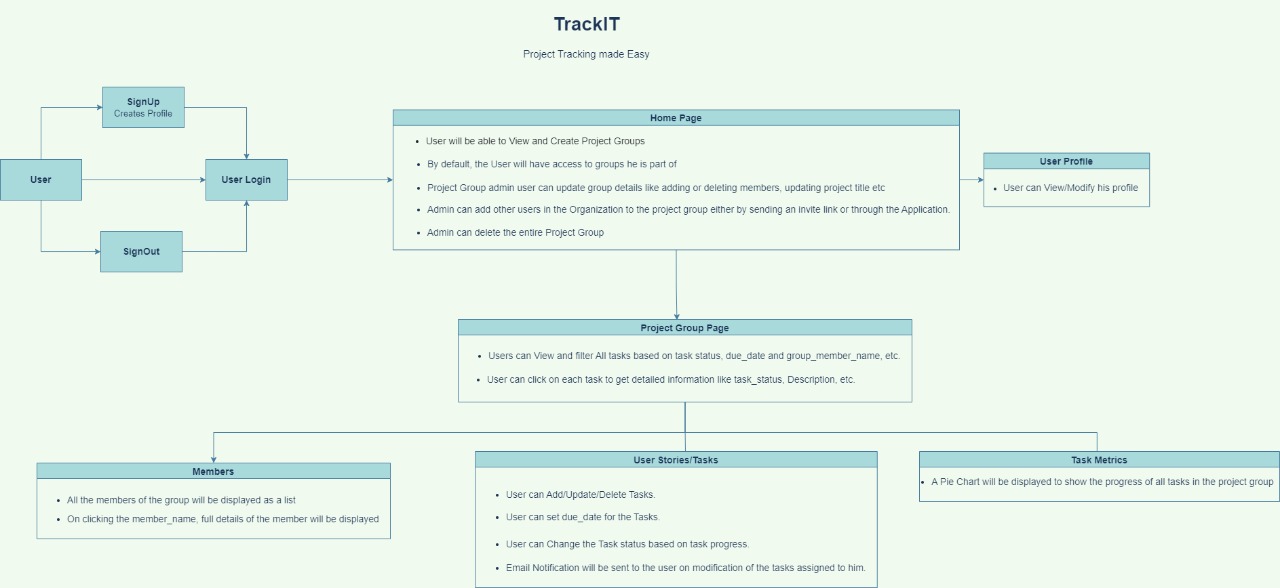 TrackIT
Project Tracking made Easy
SignUp
Creates Profile
User
User Login
SignOut
Home Page
User will be able to View and Create Project Groups
By default, the User will have access to groups he is part of
Project Group admin user can update group details like adding or deleting members, updating project title etc
Admin can add other users in the Organization to the project group either by sending an invite link or through the Application.
Admin can delete the entire Project Group
User Profile
User can View/Modify his profile
Project Group Page
Users can View and filter All tasks based on task status, due_date and group_member_name, etc.
User can click on each task to get detailed information like task_status, Description, etc.
Members
All the members of the group will be displayed as a list
On clicking the member_name, full details of the member will be displayed
User Stories/Tasks
User can Add/Update/Delete Tasks.
User can set due_date for the Tasks.
User can Change the Task status based on task progress.
Email Notification will be sent to the user on modification of the tasks assigned to him.
Task Metrics
A Pie Chart will be displayed to show the progress of all tasks in the project group